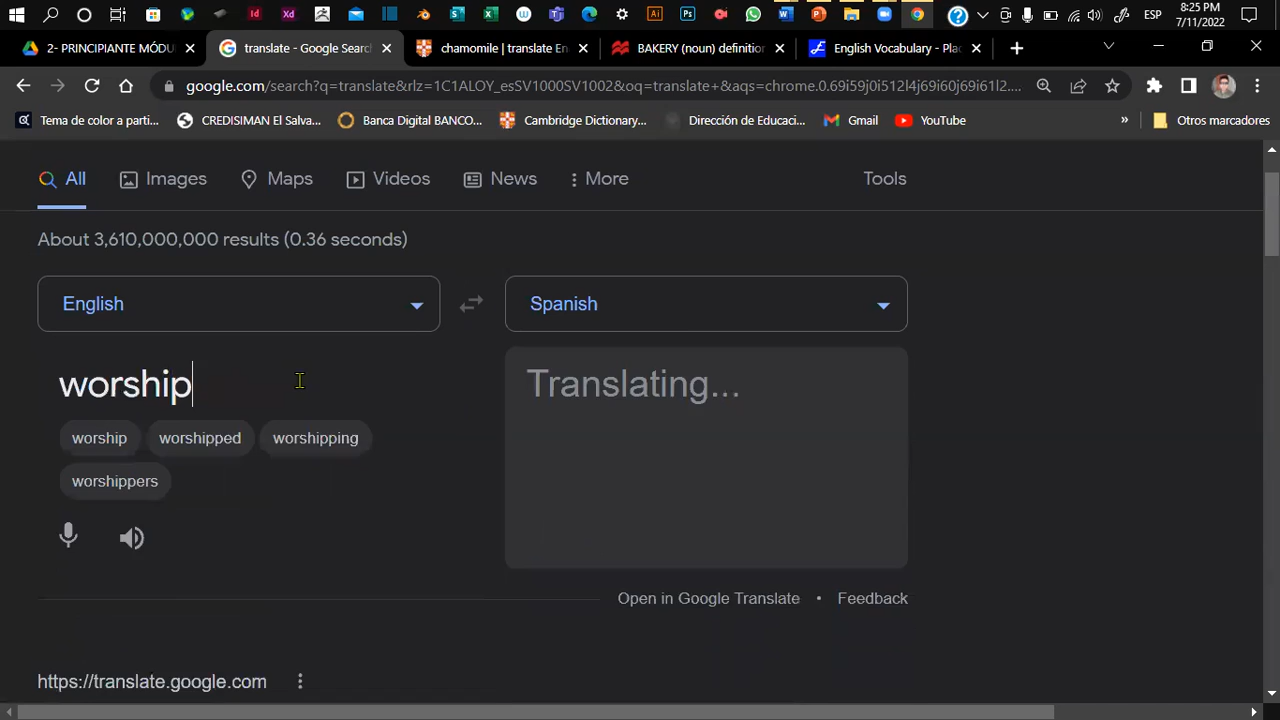 ESP
8:25 PM
7/11/2022
2- PRINCIPIANTE MÓDU
translate - Google Search
chamomile | translate En
BAKERY (noun) definition
English Vocabulary - Plac
google.com/search?q=translate&rlz=1C1ALOY_esSV1000SV1002&oq=translate+&aqs=chrome.0.69i59j0i512l4j69i60j69i61l2....
Tema de color a parti...
CREDISIMAN El Salva...
Banca Digital BANCO...
Cambridge Dictionary...
Dirección de Educaci...
Gmail
YouTube
»
Otros marcadores
All
Images
Maps
Videos
News
More
Tools
About 3,610,000,000 results (0.36 seconds)
English
Spanish
worship
Translating...
worship
worshipped
worshipping
worshippers
Open in Google Translate • Feedback
https://translate.google.com